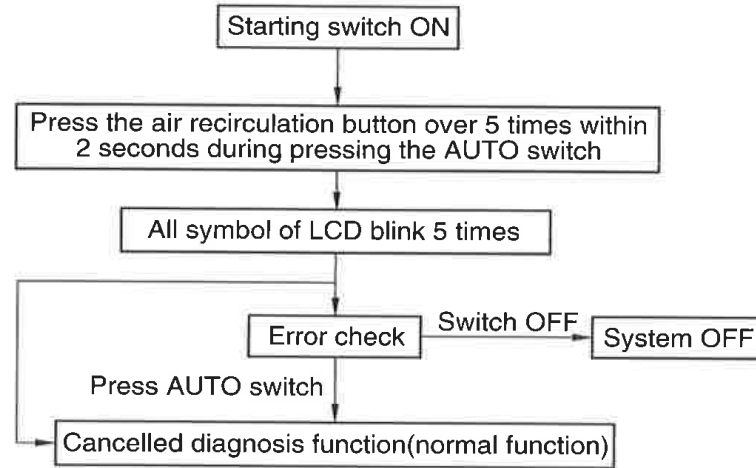 Starting switch ON
Press the air recirculation button over 5 times within
2 seconds during pressing the AUTO switch
All symbol of LCD blink 5 times
Error check
Switch OFF
System OFF
Press AUTO switch
Cancelled diagnosis function(normal function)